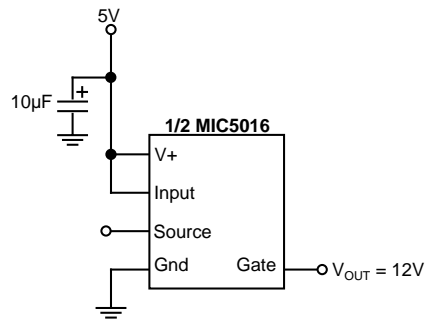 5V
10µF
+
1/2 MIC5016
V+
Input
Source
Gnd
Gate
VOUT = 12V